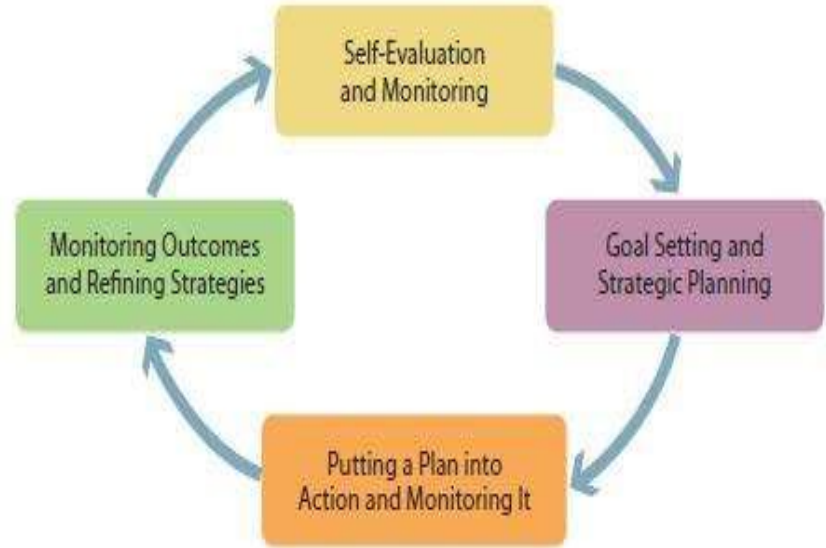 Self-Evaluation
and Monitoring
Goal Setting and
Strategic Planning
Putting a Plan into
Action and Monitoring It
Monitoring Outcomes
and Refining Strategies